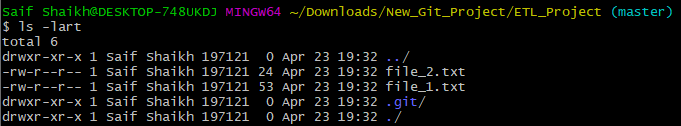 Saif Shaikh@DESKTOP-748UKDJ MINGW64 ~/Downloads/New_Git_Project/ETL_Project (master)
$ ls -lart
total 6
drwxr-xr-x 1 Saif Shaikh 197121  0 Apr 23 19:32 ../
-rw-r--r-- 1 Saif Shaikh 197121 24 Apr 23 19:32 file_2.txt
-rw-r--r-- 1 Saif Shaikh 197121 53 Apr 23 19:32 file_1.txt
drwxr-xr-x 1 Saif Shaikh 197121  0 Apr 23 19:32 .git/
drwxr-xr-x 1 Saif Shaikh 197121  0 Apr 23 19:32 ./